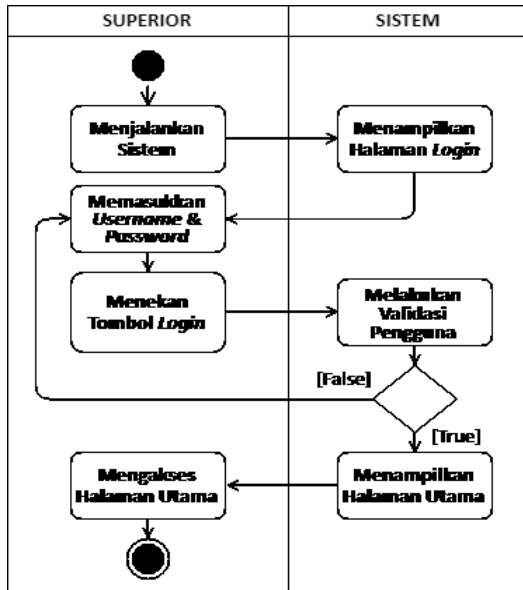 SUPERIOR
SISTEM
Menjalankan
Sistem
Menampilkan
Halaman Login
Memasukkan
Username &
Password
Menekan
Tombol Login
Melakukan
Validasi
Pengguna
[False]
[True]
Mengakses
Halaman Utama
Menampilkan
Halaman Utama